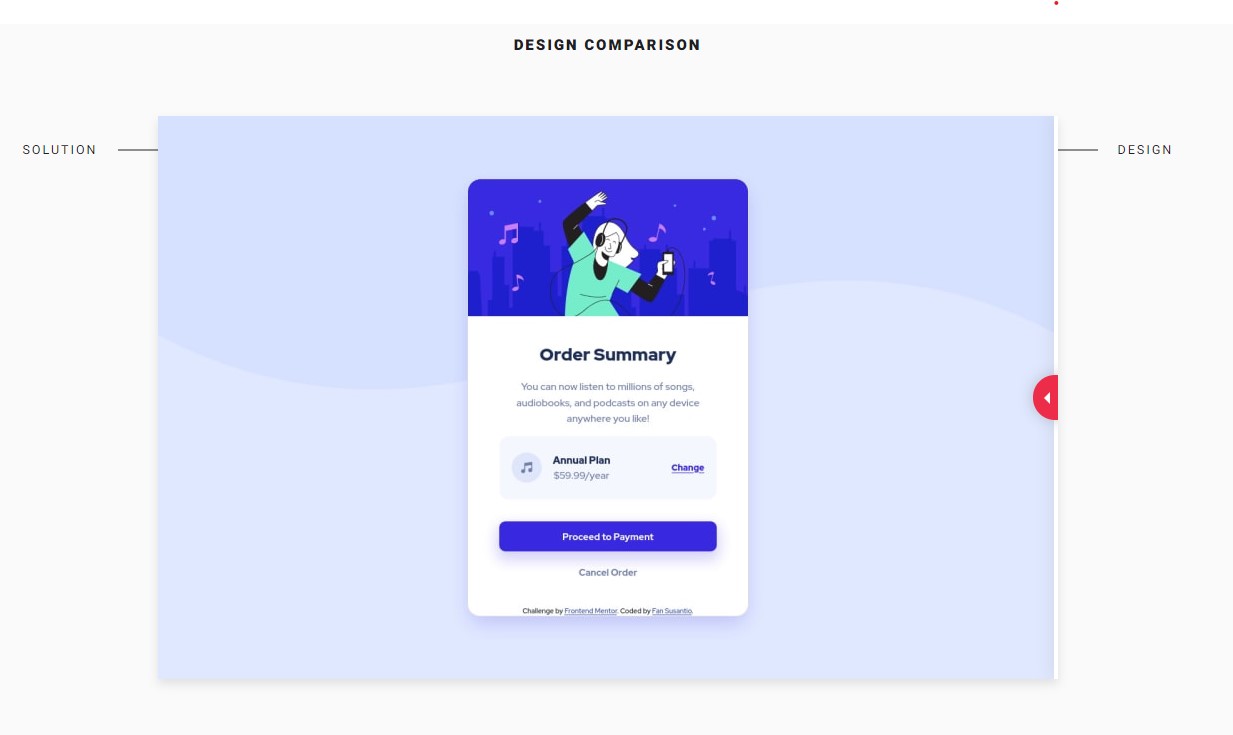 DESIGN COMPARISON
SOLUTION
DESIGN
Order Summary
You can now listen to millions of songs,
audiobooks, and podcasts on any device
anywhere you like!
Annual Plan
$59.99/year
Change
Proceed to Payment
Cancel Order
Challenge by Frontend Mentor. Coded by Fan Susanto.